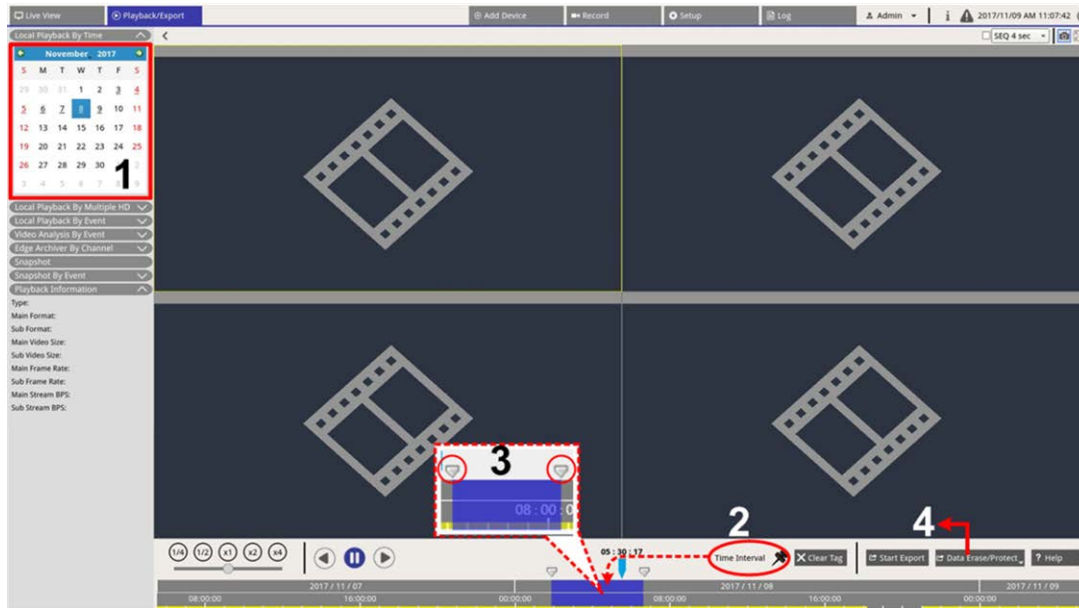 Live View
Playback/Export
Add Device
Record
Setup
Log
Admin
i
2017/11/09 AM 11:07:42
Local Playback By Time
SEQ 4 sec
November, 2017
S M T W T F S
29 30 31 1 2 3 4
5 6 7 8 9 10 11
12 13 14 15 16 17 18
19 20 21 22 23 24 25
26 27 28 29 30 2
3 4 5 6 7 8 9
1
Local Playback By Multiple HD
Local Playback By Event
Video Analysis By Event
Edge Archiver By Channel
Snapshot
Snapshot By Event
Playback Information
Type:
Main Format:
Sub Format:
Main Video Size:
Sub Video Size:
Main Frame Rate:
Sub Frame Rate:
Main Stream BPS:
Sub Stream BPS:
3
08 : 00 : 0
2
4
1/4 1/2 x1 x2 x4
05 : 30 : 17
Time Interval
Clear Tag
Start Export
Data Erase/Protect
? Help
2017 / 11 / 07
2017 / 11 / 08
2017 / 11 / 09
08:00:00 16:00:00 00:00:00 08:00:00 16:00:00 00:00:00